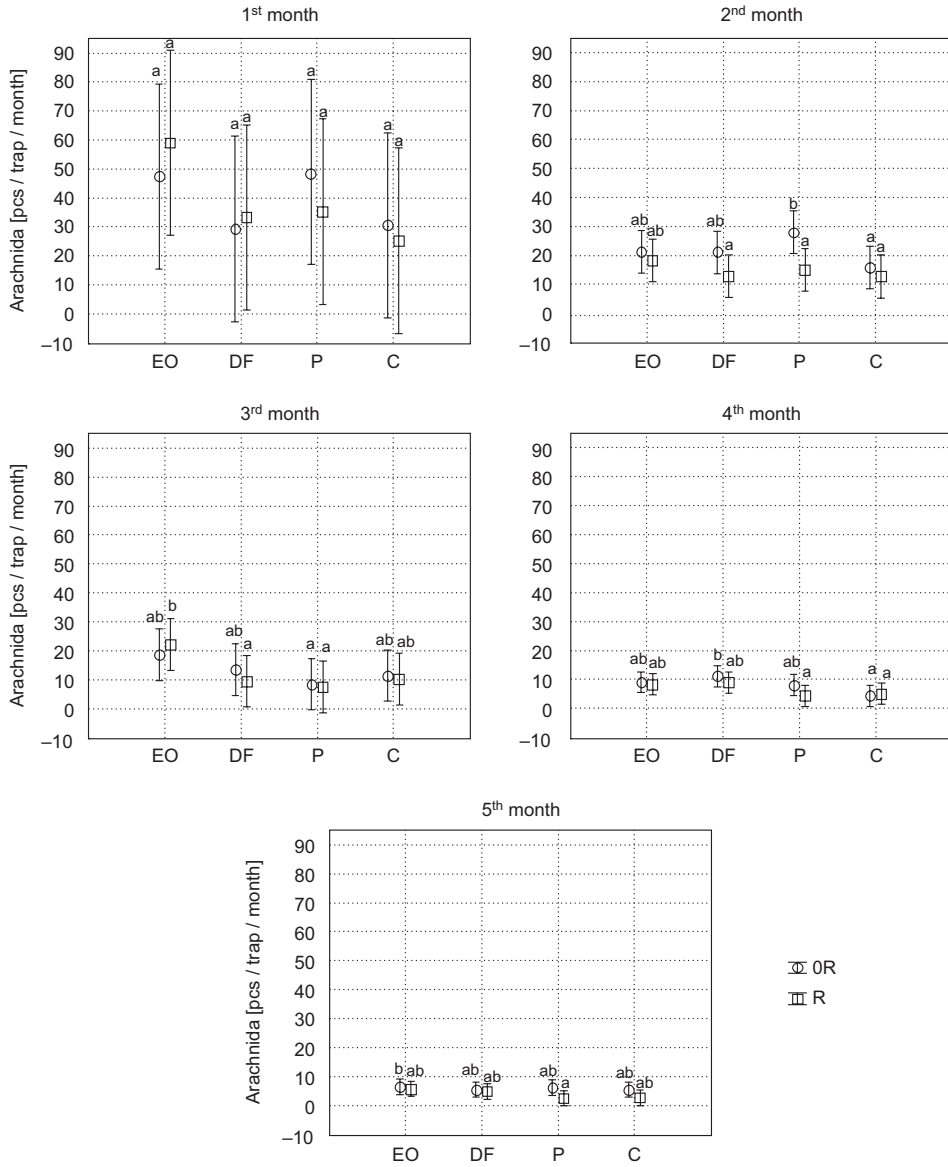 1st month
Arachnida [pcs / trap / month]
90
80
70
60
50
40
30
20
10
0
–10
a a a a a a a a
EO DF P C
2nd month
90
80
70
60
50
40
30
20
10
0
–10
ab ab ab a b a a a
EO DF P C
3rd month
Arachnida [pcs / trap / month]
90
80
70
60
50
40
30
20
10
0
–10
ab b ab a a a ab ab
EO DF P C
4th month
90
80
70
60
50
40
30
20
10
0
–10
ab ab b ab ab a a a
EO DF P C
5th month
Arachnida [pcs / trap / month]
90
80
70
60
50
40
30
20
10
0
–10
b ab ab ab ab a ab ab
EO DF P C
0R
R